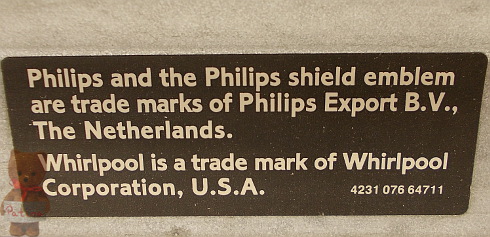 Philips and the Philips shield emblem
are trade marks of Philips Export B.V.,
The Netherlands.
Whirlpool is a trade mark of Whirlpool
Corporation, U.S.A. 4231 076 64711